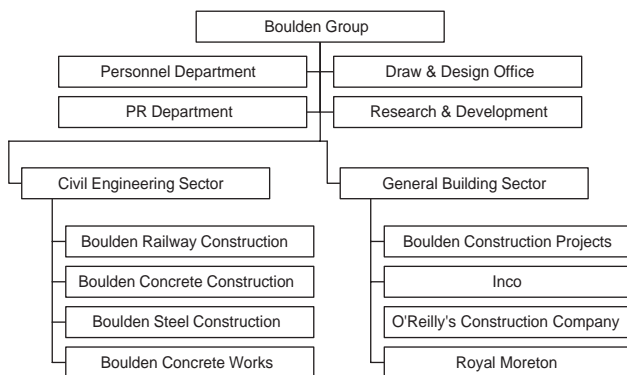 Boulden Group
Personnel Department
Draw & Design Office
PR Department
Research & Development
Civil Engineering Sector
General Building Sector
Boulden Railway Construction
Boulden Construction Projects
Boulden Concrete Construction
Inco
Boulden Steel Construction
O'Reilly's Construction Company
Boulden Concrete Works
Royal Moreton